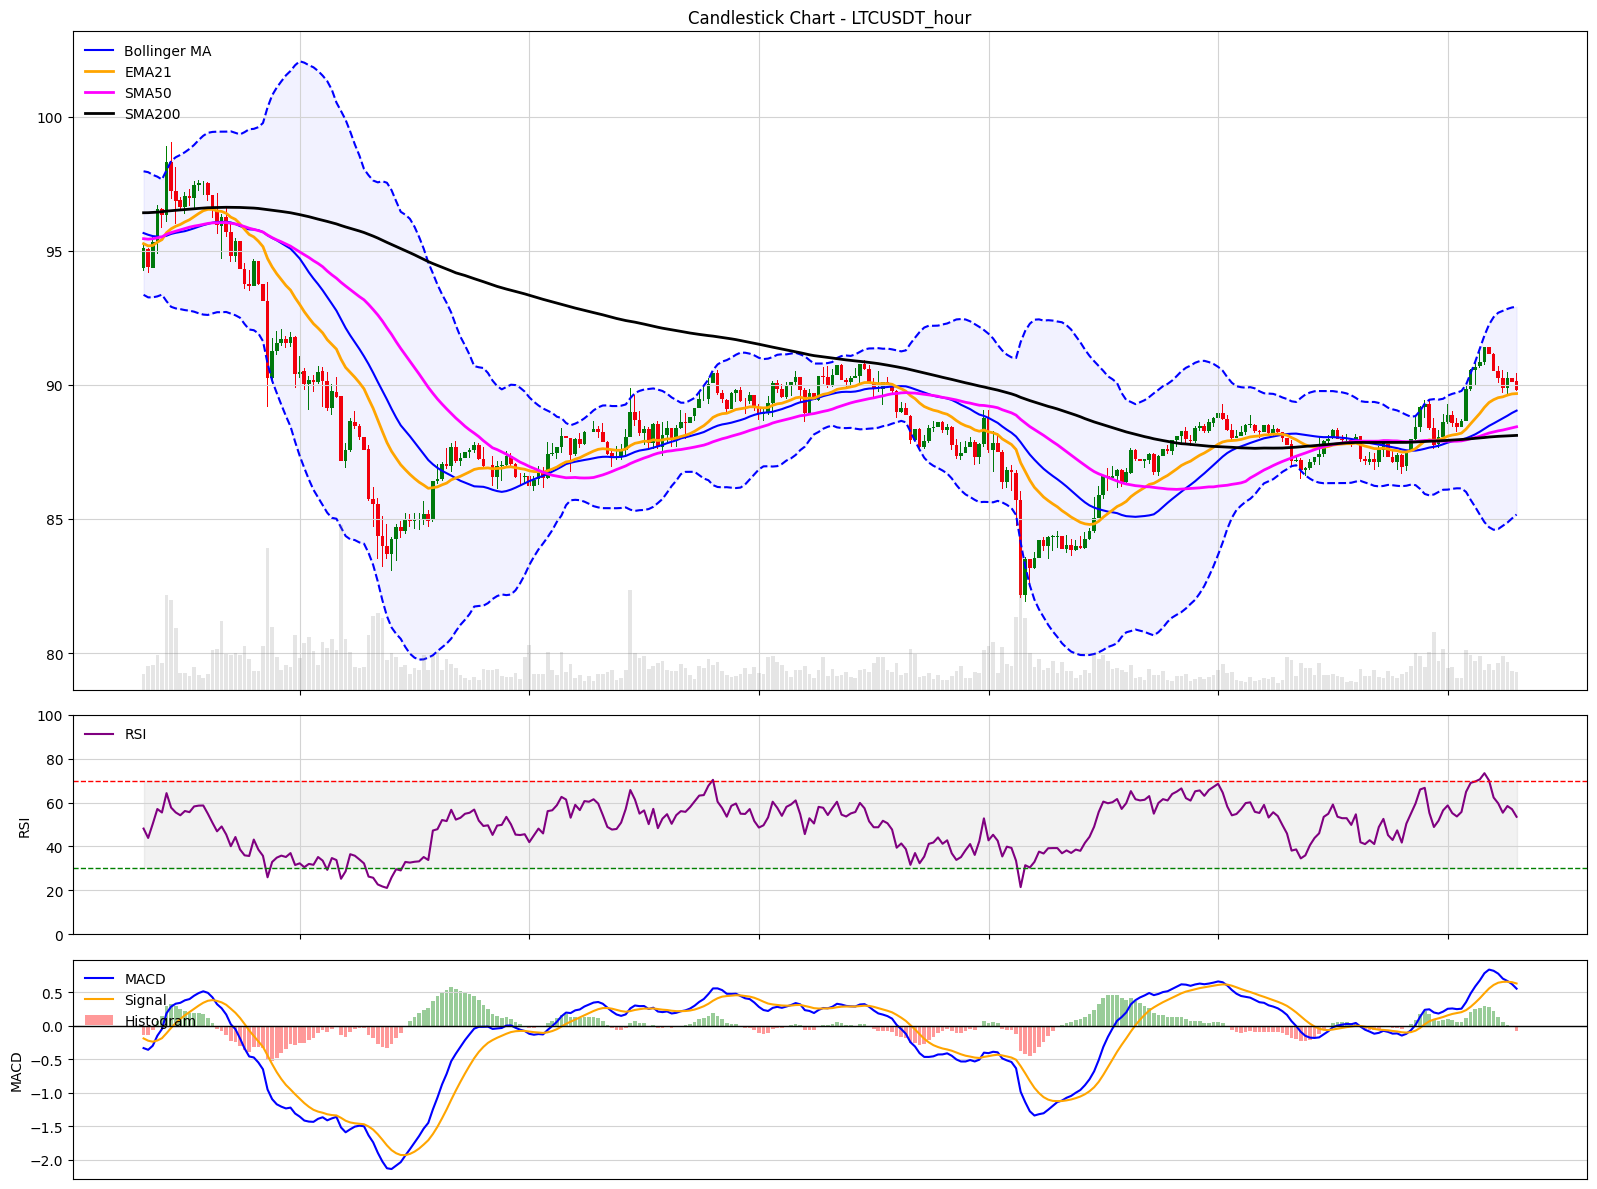 Candlestick Chart - LTCUSDT_hour
Bollinger MA
EMA21
SMA50
SMA200
100
95
90
85
80
RSI
100
80
60
40
20
0
RSI
MACD
Signal
Histogram
0.5
0.0
−0.5
−1.0
−1.5
−2.0
MACD